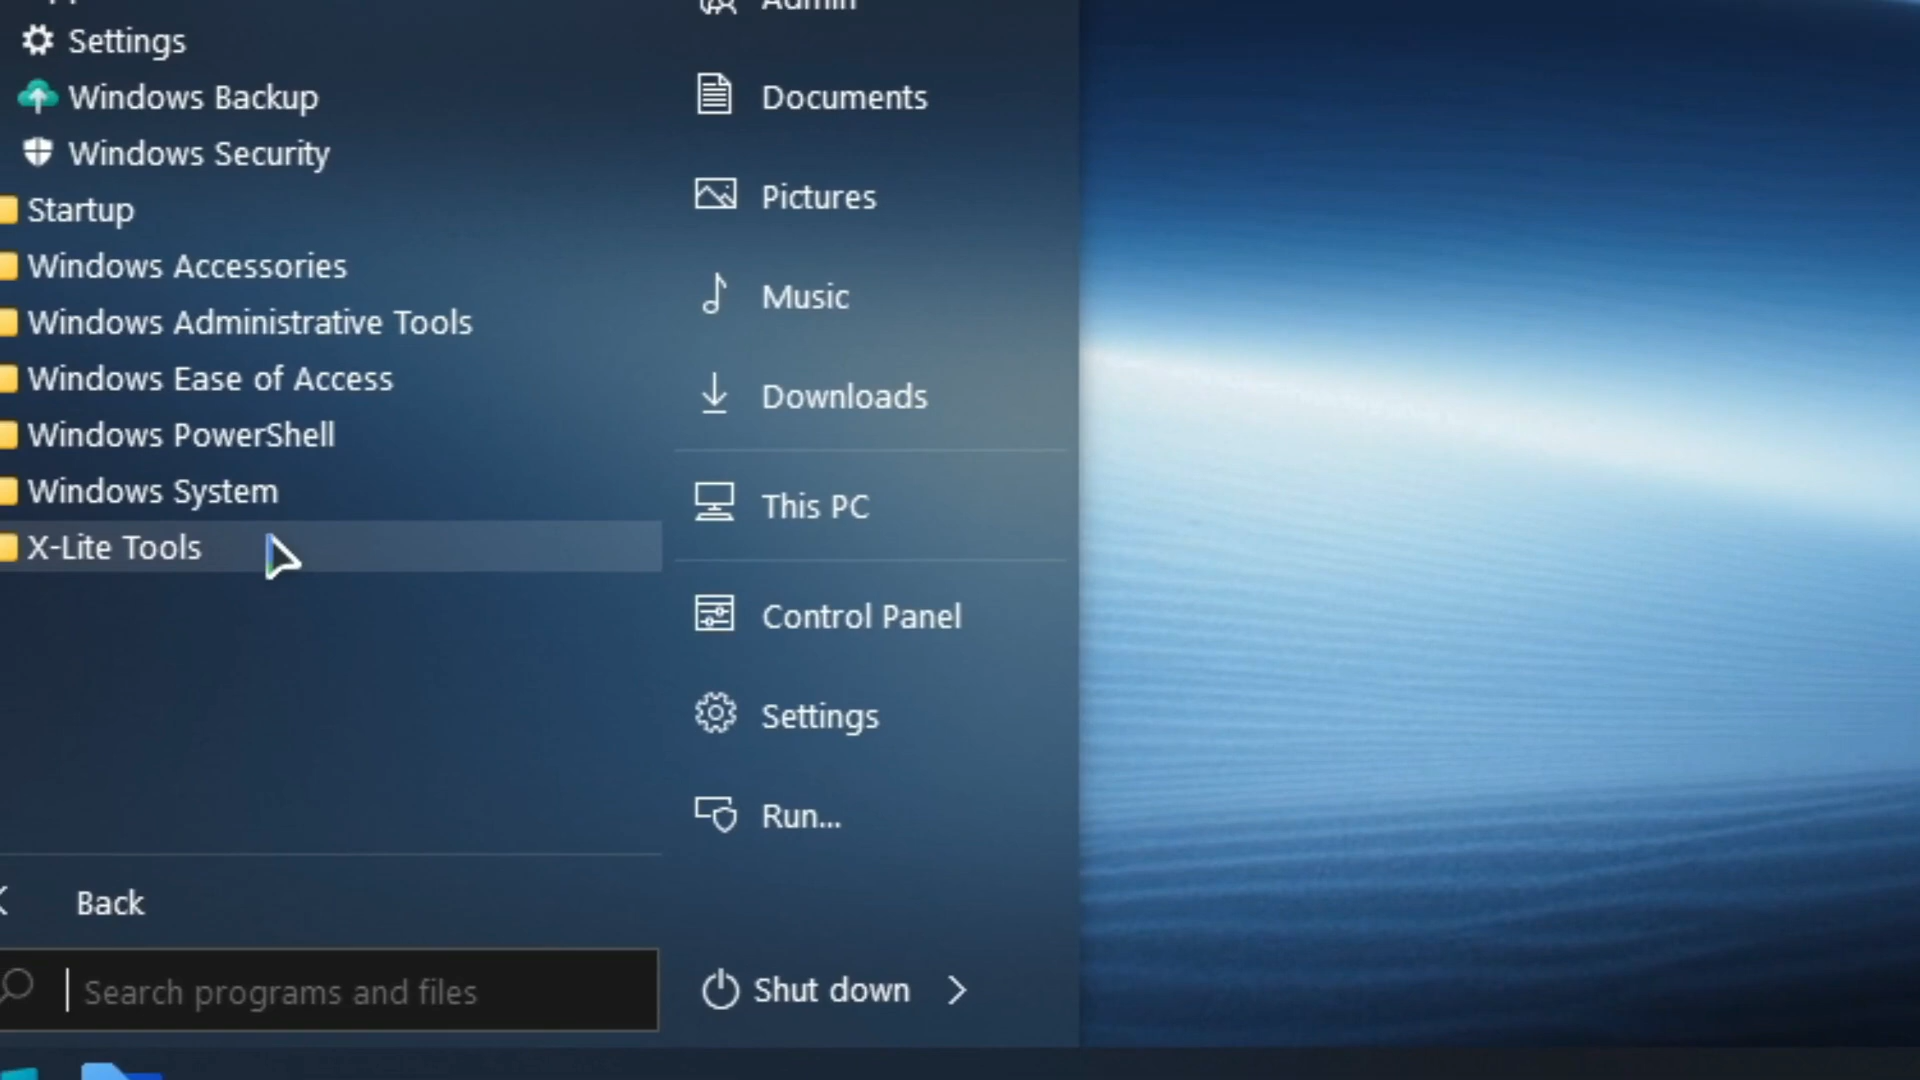 Settings
Windows Backup
Windows Security
Startup
Windows Accessories
Windows Administrative Tools
Windows Ease of Access
Windows PowerShell
Windows System
X-Lite Tools
Back
Search programs and files
Admin
Documents
Pictures
Music
Downloads
This PC
Control Panel
Settings
Run...
Shut down